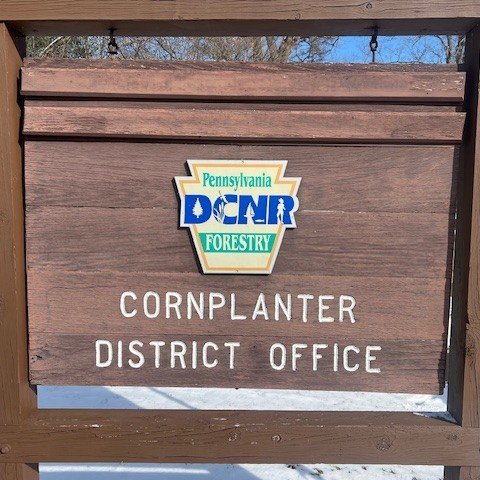 Pennsylvania
DCNR
FORESTRY
CORNPLANTER
DISTRICT OFFICE